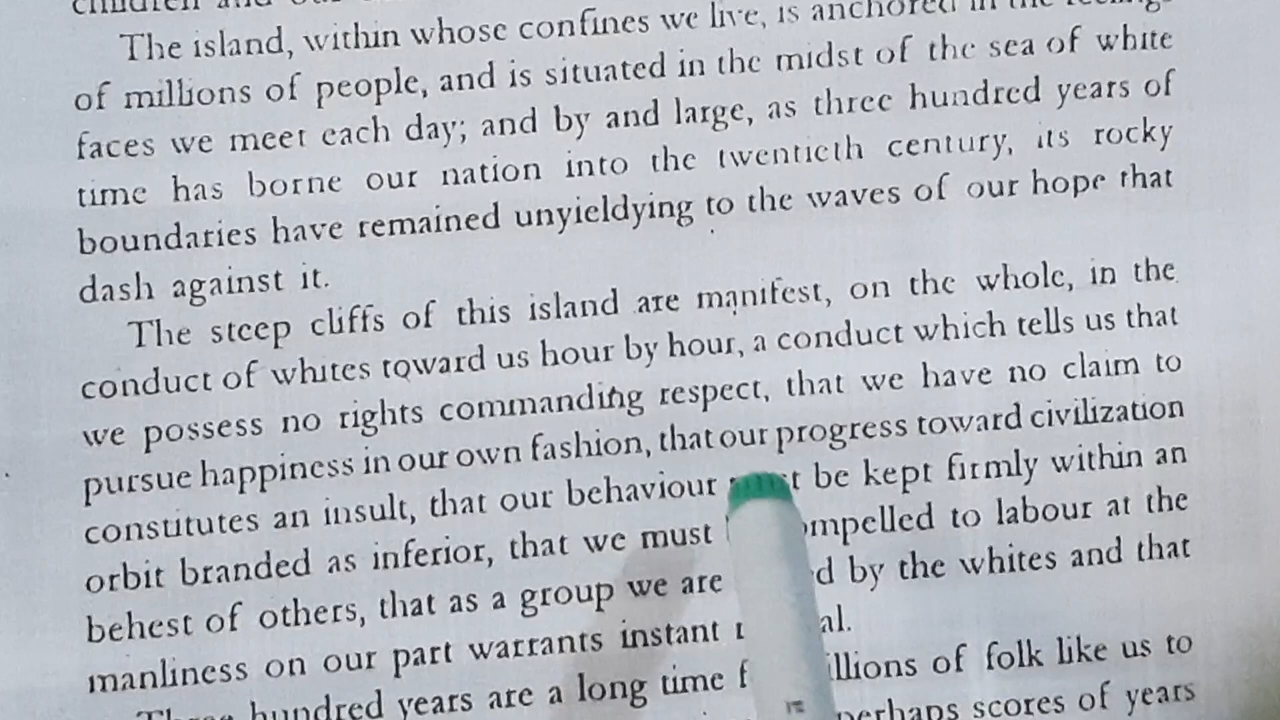 children and our
The island, within whose confines we live, is anchored in the feelings
of millions of people, and is situated in the midst of the sea of white
faces we meet each day; and by and large, as three hundred years of
time has borne our nation into the twentieth century, its rocky
boundaries have remained unyieldying to the waves of our hope that
dash against it.
The steep cliffs of this island are manifest, on the whole, in the
conduct of whites toward us hour by hour, a conduct which tells us that
we possess no rights commanding respect, that we have no claim to
pursue happiness in our own fashion, that our progress toward civilization
constitutes an insult, that our behaviour be kept firmly within an
orbit branded as inferior, that we must to labour at the
behest of others, that as a group we are by the whites and that
manliness on our part warrants instant
hundred years are a long time of folk like us to
perhaps scores of years